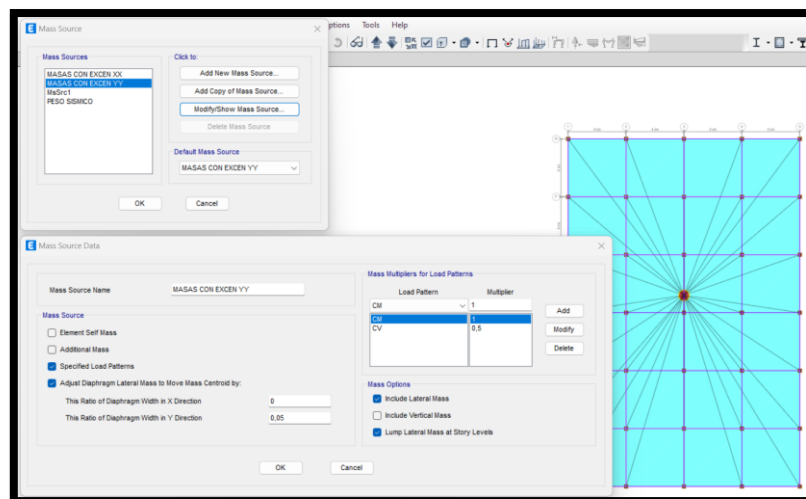 Mass Source
ptions Tools Help
Mass Sources
MASAS CON EXCEN XX
MASAS CON EXCEN YY
MsSrc1
PESO SISMICO
Click to:
Add New Mass Source...
Add Copy of Mass Source...
Modify/Show Mass Source...
Delete Mass Source
Default Mass Source
MASAS CON EXCEN YY
OK Cancel
Mass Source Data
Mass Source Name MASAS CON EXCEN YY
Mass Source
Element Self Mass
Additional Mass
Specified Load Patterns
Adjust Diaphragm Lateral Mass to Move Mass Centroid by:
This Ratio of Diaphragm Width in X Direction 0
This Ratio of Diaphragm Width in Y Direction 0,05
Mass Multipliers for Load Patterns
Load Pattern Multiplier
CM 1
CM 1
CV 0,5
Add
Modify
Delete
Mass Options
Include Lateral Mass
Include Vertical Mass
Lump Lateral Mass at Story Levels
OK Cancel